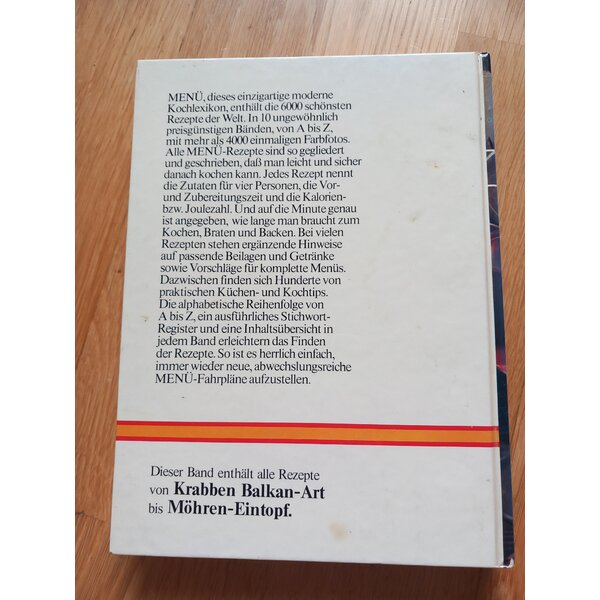 MENÜ, dieses einzigartige moderne
Kochlexikon, enthält die 6000 schönsten
Rezepte der Welt. In 10 ungewöhnlich
preisgünstigen Bänden, von A bis Z,
mit mehr als 4000 einmaligen Farbfotos.
Alle MENÜ-Rezepte sind so gegliedert
und geschrieben, daß man leicht und sicher
danach kochen kann. Jedes Rezept nennt
die Zutaten für vier Personen, die Vor-
und Zubereitungszeit und die Kalorien-
bzw. Joulezahl. Und auf die Minute genau
ist angegeben, wie lange man braucht zum
Kochen, Braten und Backen. Bei vielen
Rezepten stehen ergänzende Hinweise
auf passende Beilagen und Getränke
sowie Vorschläge für komplette Menüs.
Dazwischen finden sich Hunderte von
praktischen Küchen- und Kochtips.
Die alphabetische Reihenfolge von
A bis Z, ein ausführliches Stichwort-
Register und eine Inhaltsübersicht in
jedem Band erleichtern das Finden
der Rezepte. So ist es herrlich einfach,
immer wieder neue, abwechslungsreiche
MENÜ-Fahrpläne aufzustellen.
Dieser Band enthält alle Rezepte
von Krabben Balkan-Art
bis Möhren-Eintopf.